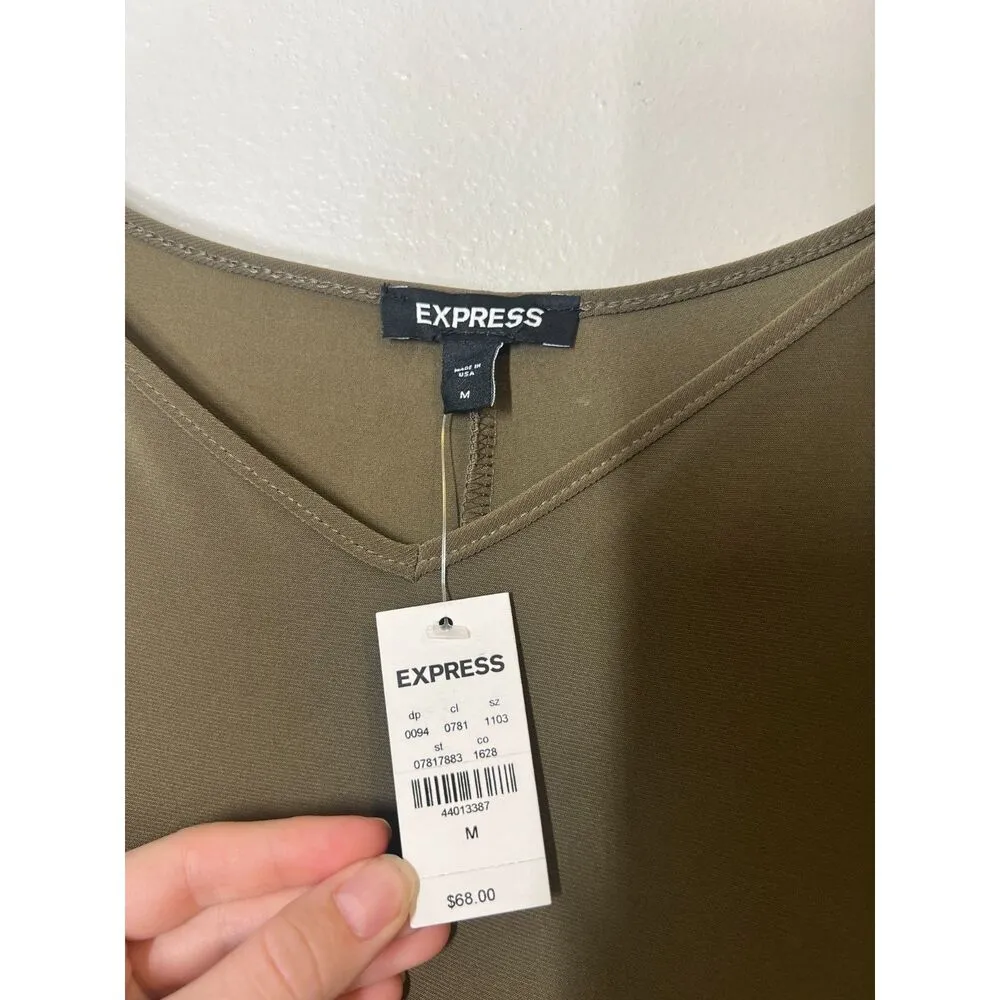 EXPRESS
MADE IN
USA
M
EXPRESS
dp cl sz
0094 0781 1103
st co
07817883 1628
44013387
M
$68.00